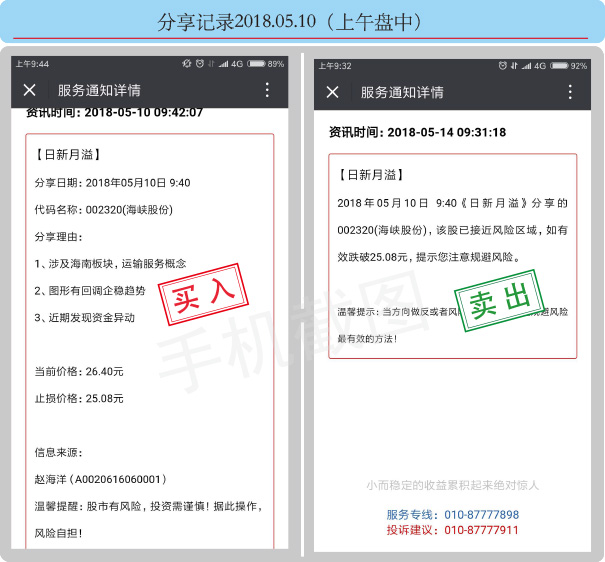 分享记录2018.05.10（上午盘中）
上午9:44
4G
89%
服务通知详情
资讯时间: 2018-05-10 09:42:07
【日新月溢】
分享日期: 2018年05月10日 9:40
代码名称: 002320(海峡股份)
分享理由:
1、涉及海南板块，运输服务概念
2、图形有回调企稳趋势
3、近期发现资金异动
买入
当前价格: 26.40元
止损价格: 25.08元
信息来源:
赵海洋 (A0020616060001)
温馨提醒: 股市有风险，投资需谨慎! 据此操作，
风险自担!
上午9:32
4G
92%
服务通知详情
资讯时间: 2018-05-14 09:31:18
【日新月溢】
2018年05月10日 9:40《日新月溢》分享的
002320(海峡股份)，该股已接近风险区域，如有
效跌破25.08元，提示您注意规避风险。
卖出
温馨提示: 当方向做反或者风
规避风险
最有效的方法!
小而稳定的收益累积起来绝对惊人
服务专线: 010-87777898
投诉建议: 010-87777911
手机截图